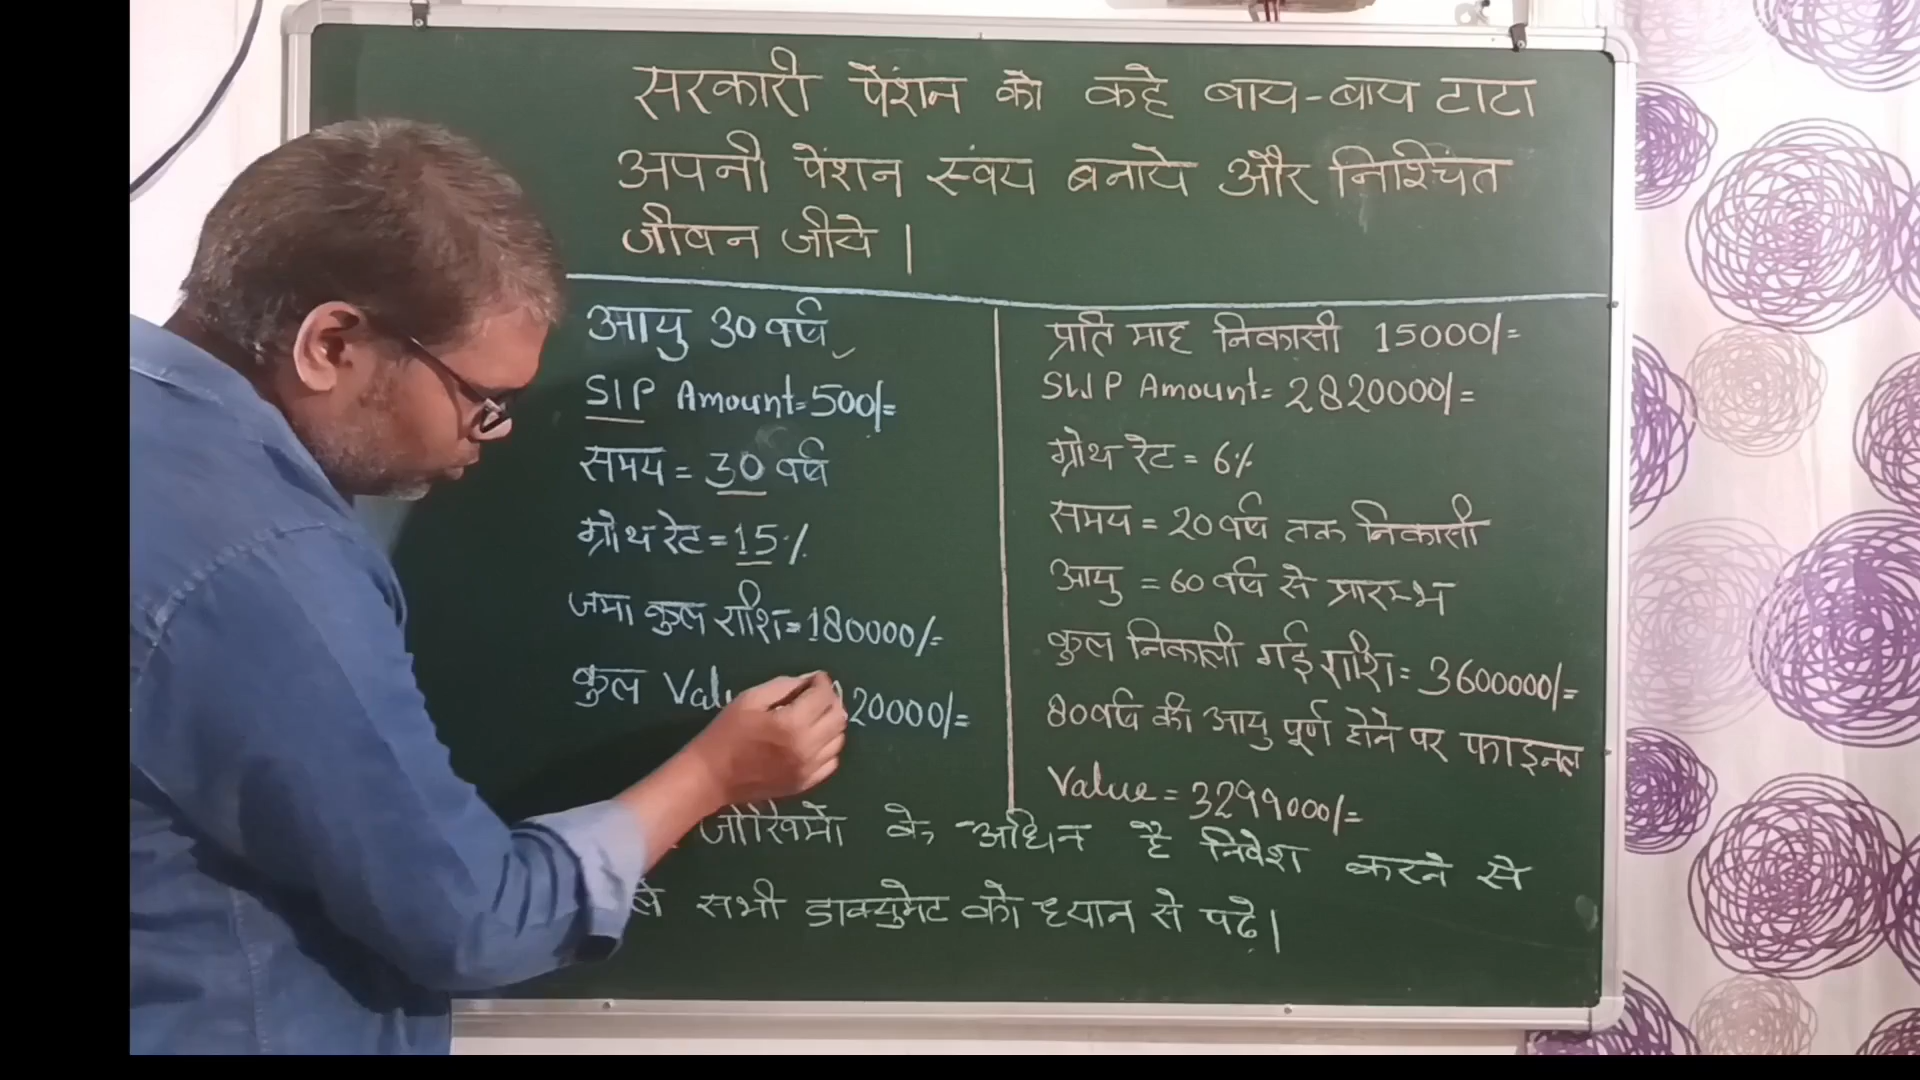 सरकारी पेंशन को कहे बाय-बाय टाटा
अपनी पेंशन स्वंय बनाये और निश्चिंत
जीवन जीये।
आयु 30 वर्ष
SIP Amount=500/=
समय = 30 वर्ष
ग्रोथ रेट = 15%
जमा कुल राशि=180000/=
कुल 20000/=
प्रति माह निकासी 15000/=
SWP Amount= 2820000/=
ग्रोथ रेट = 6%
समय = 20 वर्ष तक निकासी
आयु = 60 वर्ष से प्रारम्भ
कुल निकाली गई राशि= 3600000/=
80 वर्ष की आयु पूर्ण होने पर फाइनल
Value = 3299000/=
जोखिमों के अधिन है निवेश करने से
सभी डाक्युमेट को ध्यान से पढे।